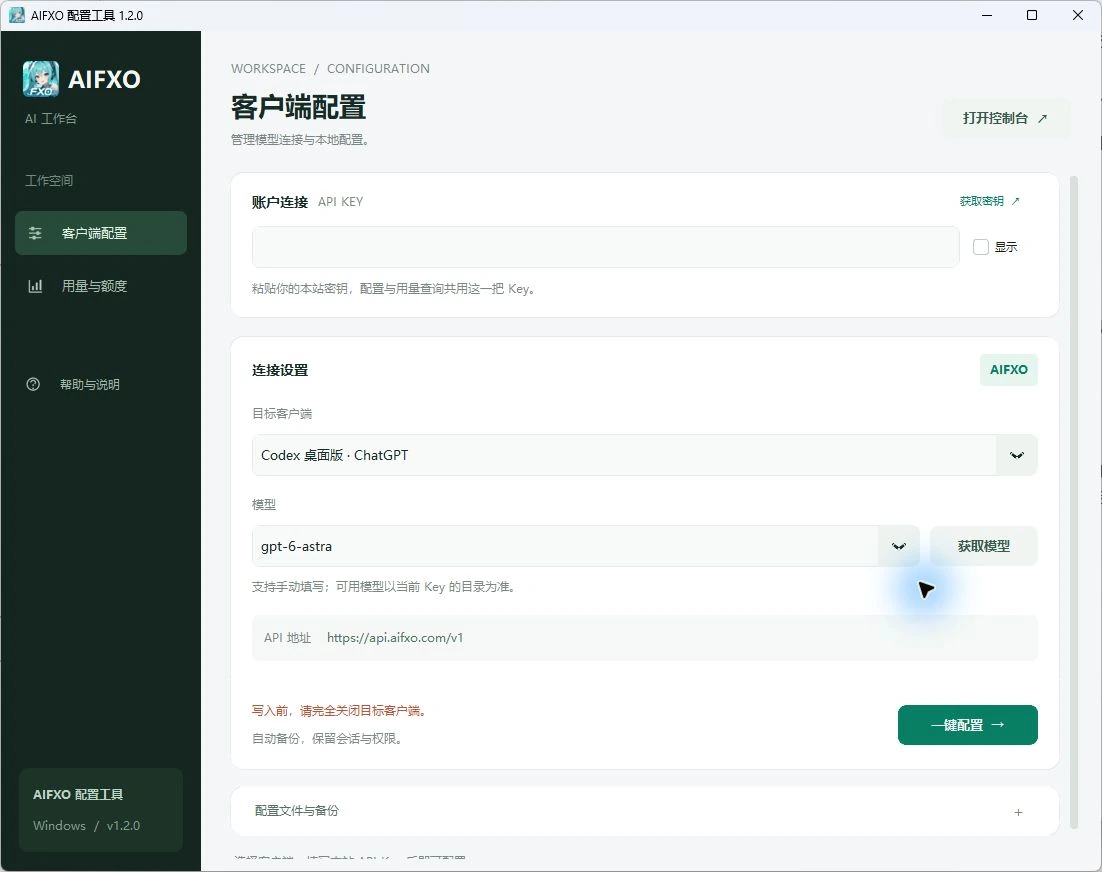 AIFXO 配置工具 1.2.0
FXO
AIFXO
AI 工作台
工作空间
客户端配置
用量与额度
帮助与说明
AIFXO 配置工具
Windows / v1.2.0
WORKSPACE / CONFIGURATION
客户端配置
管理模型连接与本地配置。
打开控制台 ↗
账户连接 API KEY
获取密钥 ↗
显示
粘贴你的本站密钥，配置与用量查询共用这一把 Key。
连接设置
AIFXO
目标客户端
Codex 桌面版 · ChatGPT
模型
gpt-6-astra
获取模型
支持手动填写；可用模型以当前 Key 的目录为准。
API 地址 https://api.aifxo.com/v1
写入前，请完全关闭目标客户端。
自动备份，保留会话与权限。
一键配置 →
配置文件与备份
+